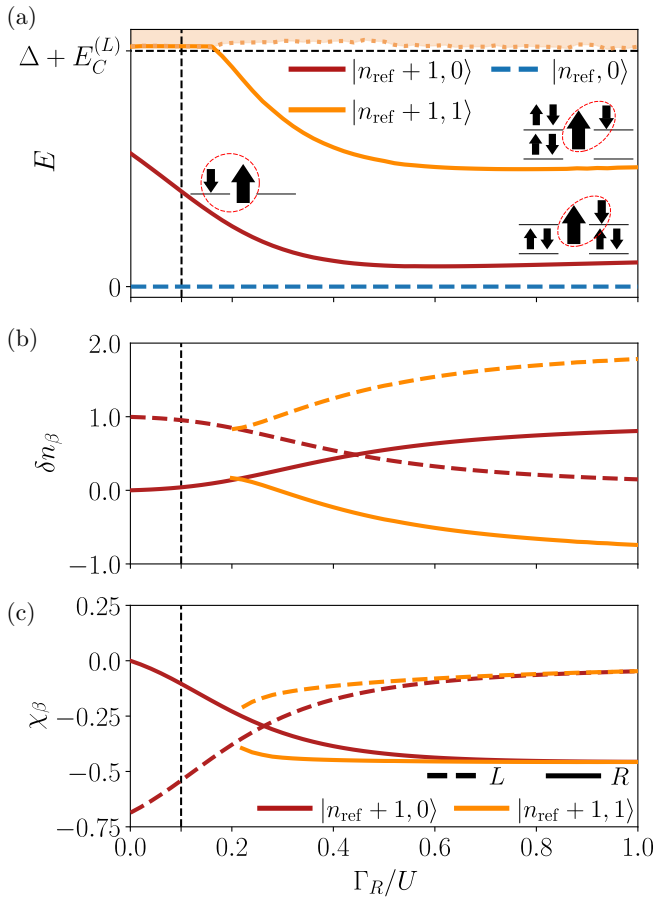 (a)
Δ + E_C^{(L)}
|n_ref + 1, 0⟩
|n_ref, 0⟩
|n_ref + 1, 1⟩
E
0
(b)
2.0
1.0
0.0
−1.0
δn_β
(c)
0.25
0.0
−0.25
−0.5
−0.75
χ_β
L
R
|n_ref + 1, 0⟩
|n_ref + 1, 1⟩
0.0 0.2 0.4 0.6 0.8 1.0
Γ_R/U